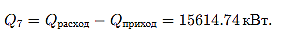 Q7 = Qрасход − Qприход = 15614.74 кВт.